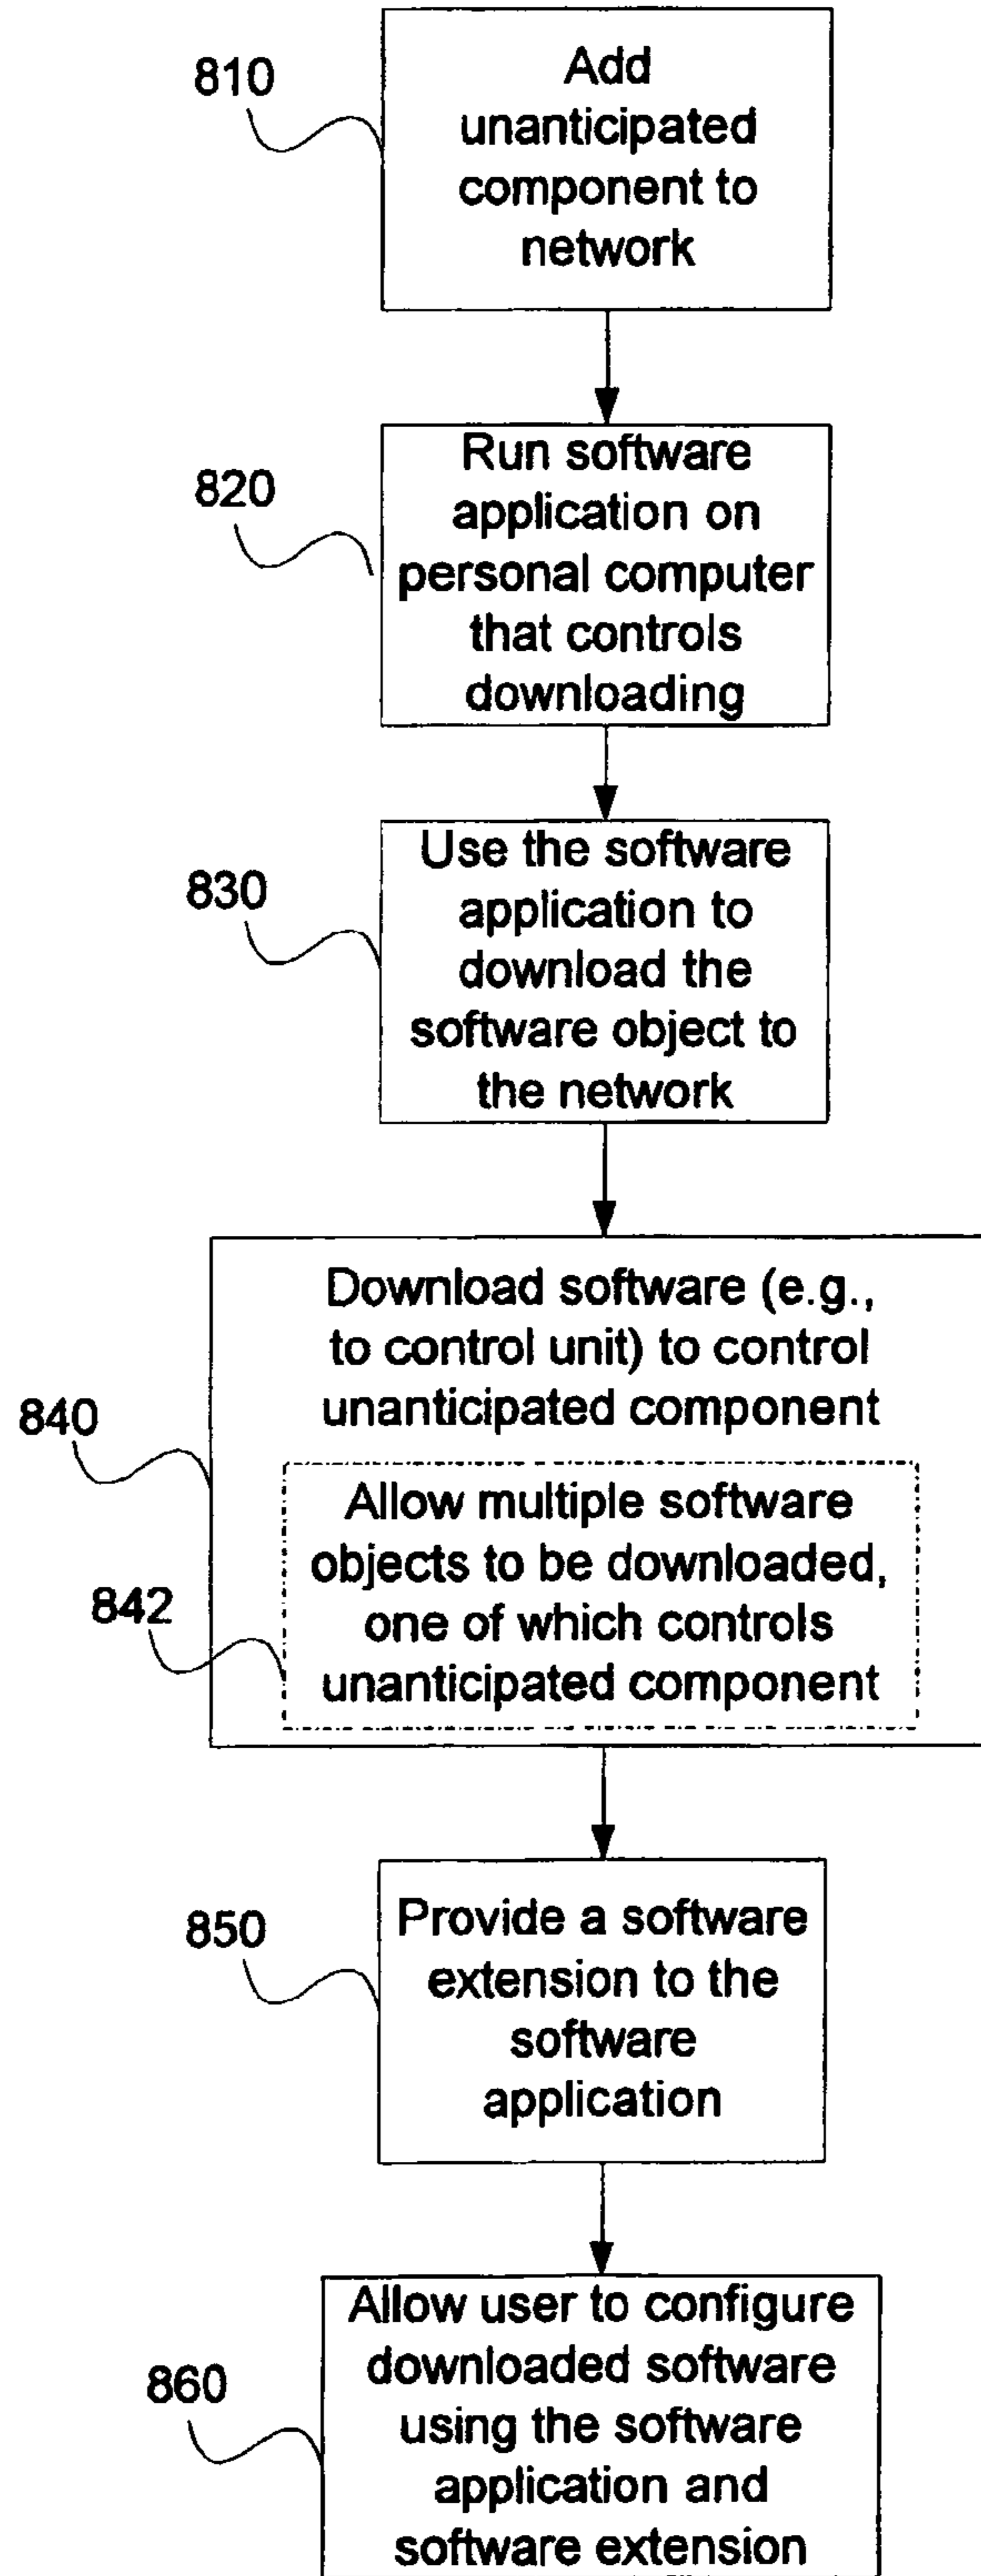 810
Add
unanticipated
component to
network
820
Run software
application on
personal computer
that controls
downloading
830
Use the software
application to
download the
software object to
the network
840
Download software (e.g.,
to control unit) to control
unanticipated component
842
Allow multiple software
objects to be downloaded,
one of which controls
unanticipated component
850
Provide a software
extension to the
software
application
860
Allow user to configure
downloaded software
using the software
application and
software extension